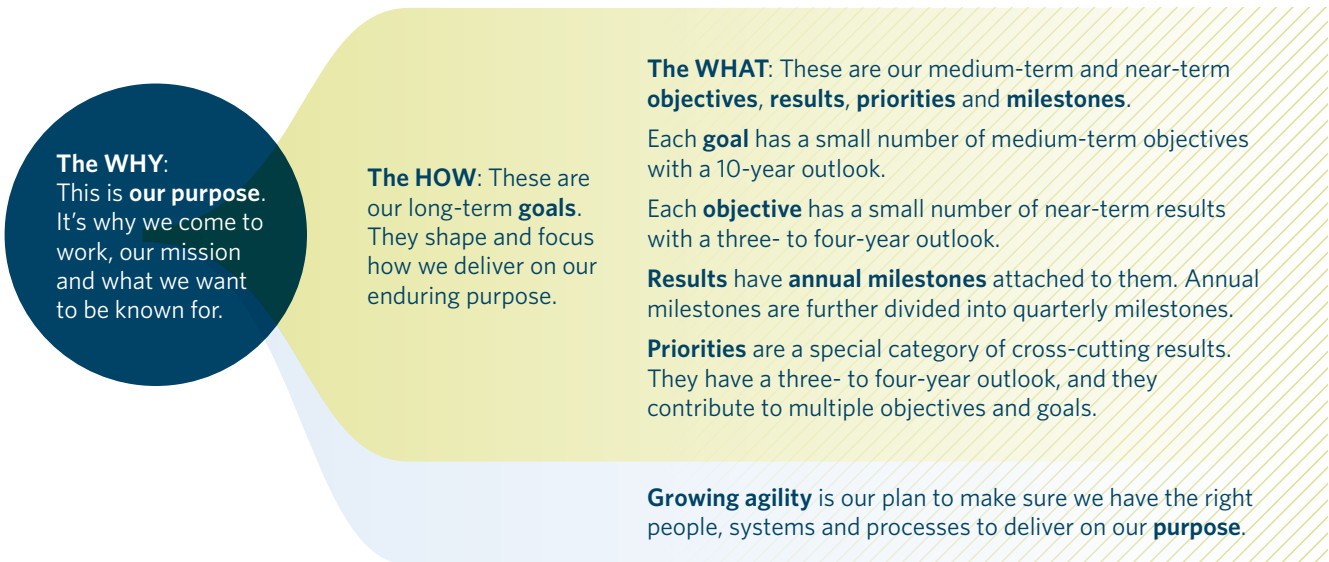 The WHY:
This is our purpose.
It's why we come to
work, our mission
and what we want
to be known for.
The HOW: These are
our long-term goals.
They shape and focus
how we deliver on our
enduring purpose.
The WHAT: These are our medium-term and near-term
objectives, results, priorities and milestones.
Each goal has a small number of medium-term objectives
with a 10-year outlook.
Each objective has a small number of near-term results
with a three- to four-year outlook.
Results have annual milestones attached to them. Annual
milestones are further divided into quarterly milestones.
Priorities are a special category of cross-cutting results.
They have a three- to four-year outlook, and they
contribute to multiple objectives and goals.
Growing agility is our plan to make sure we have the right
people, systems and processes to deliver on our purpose.